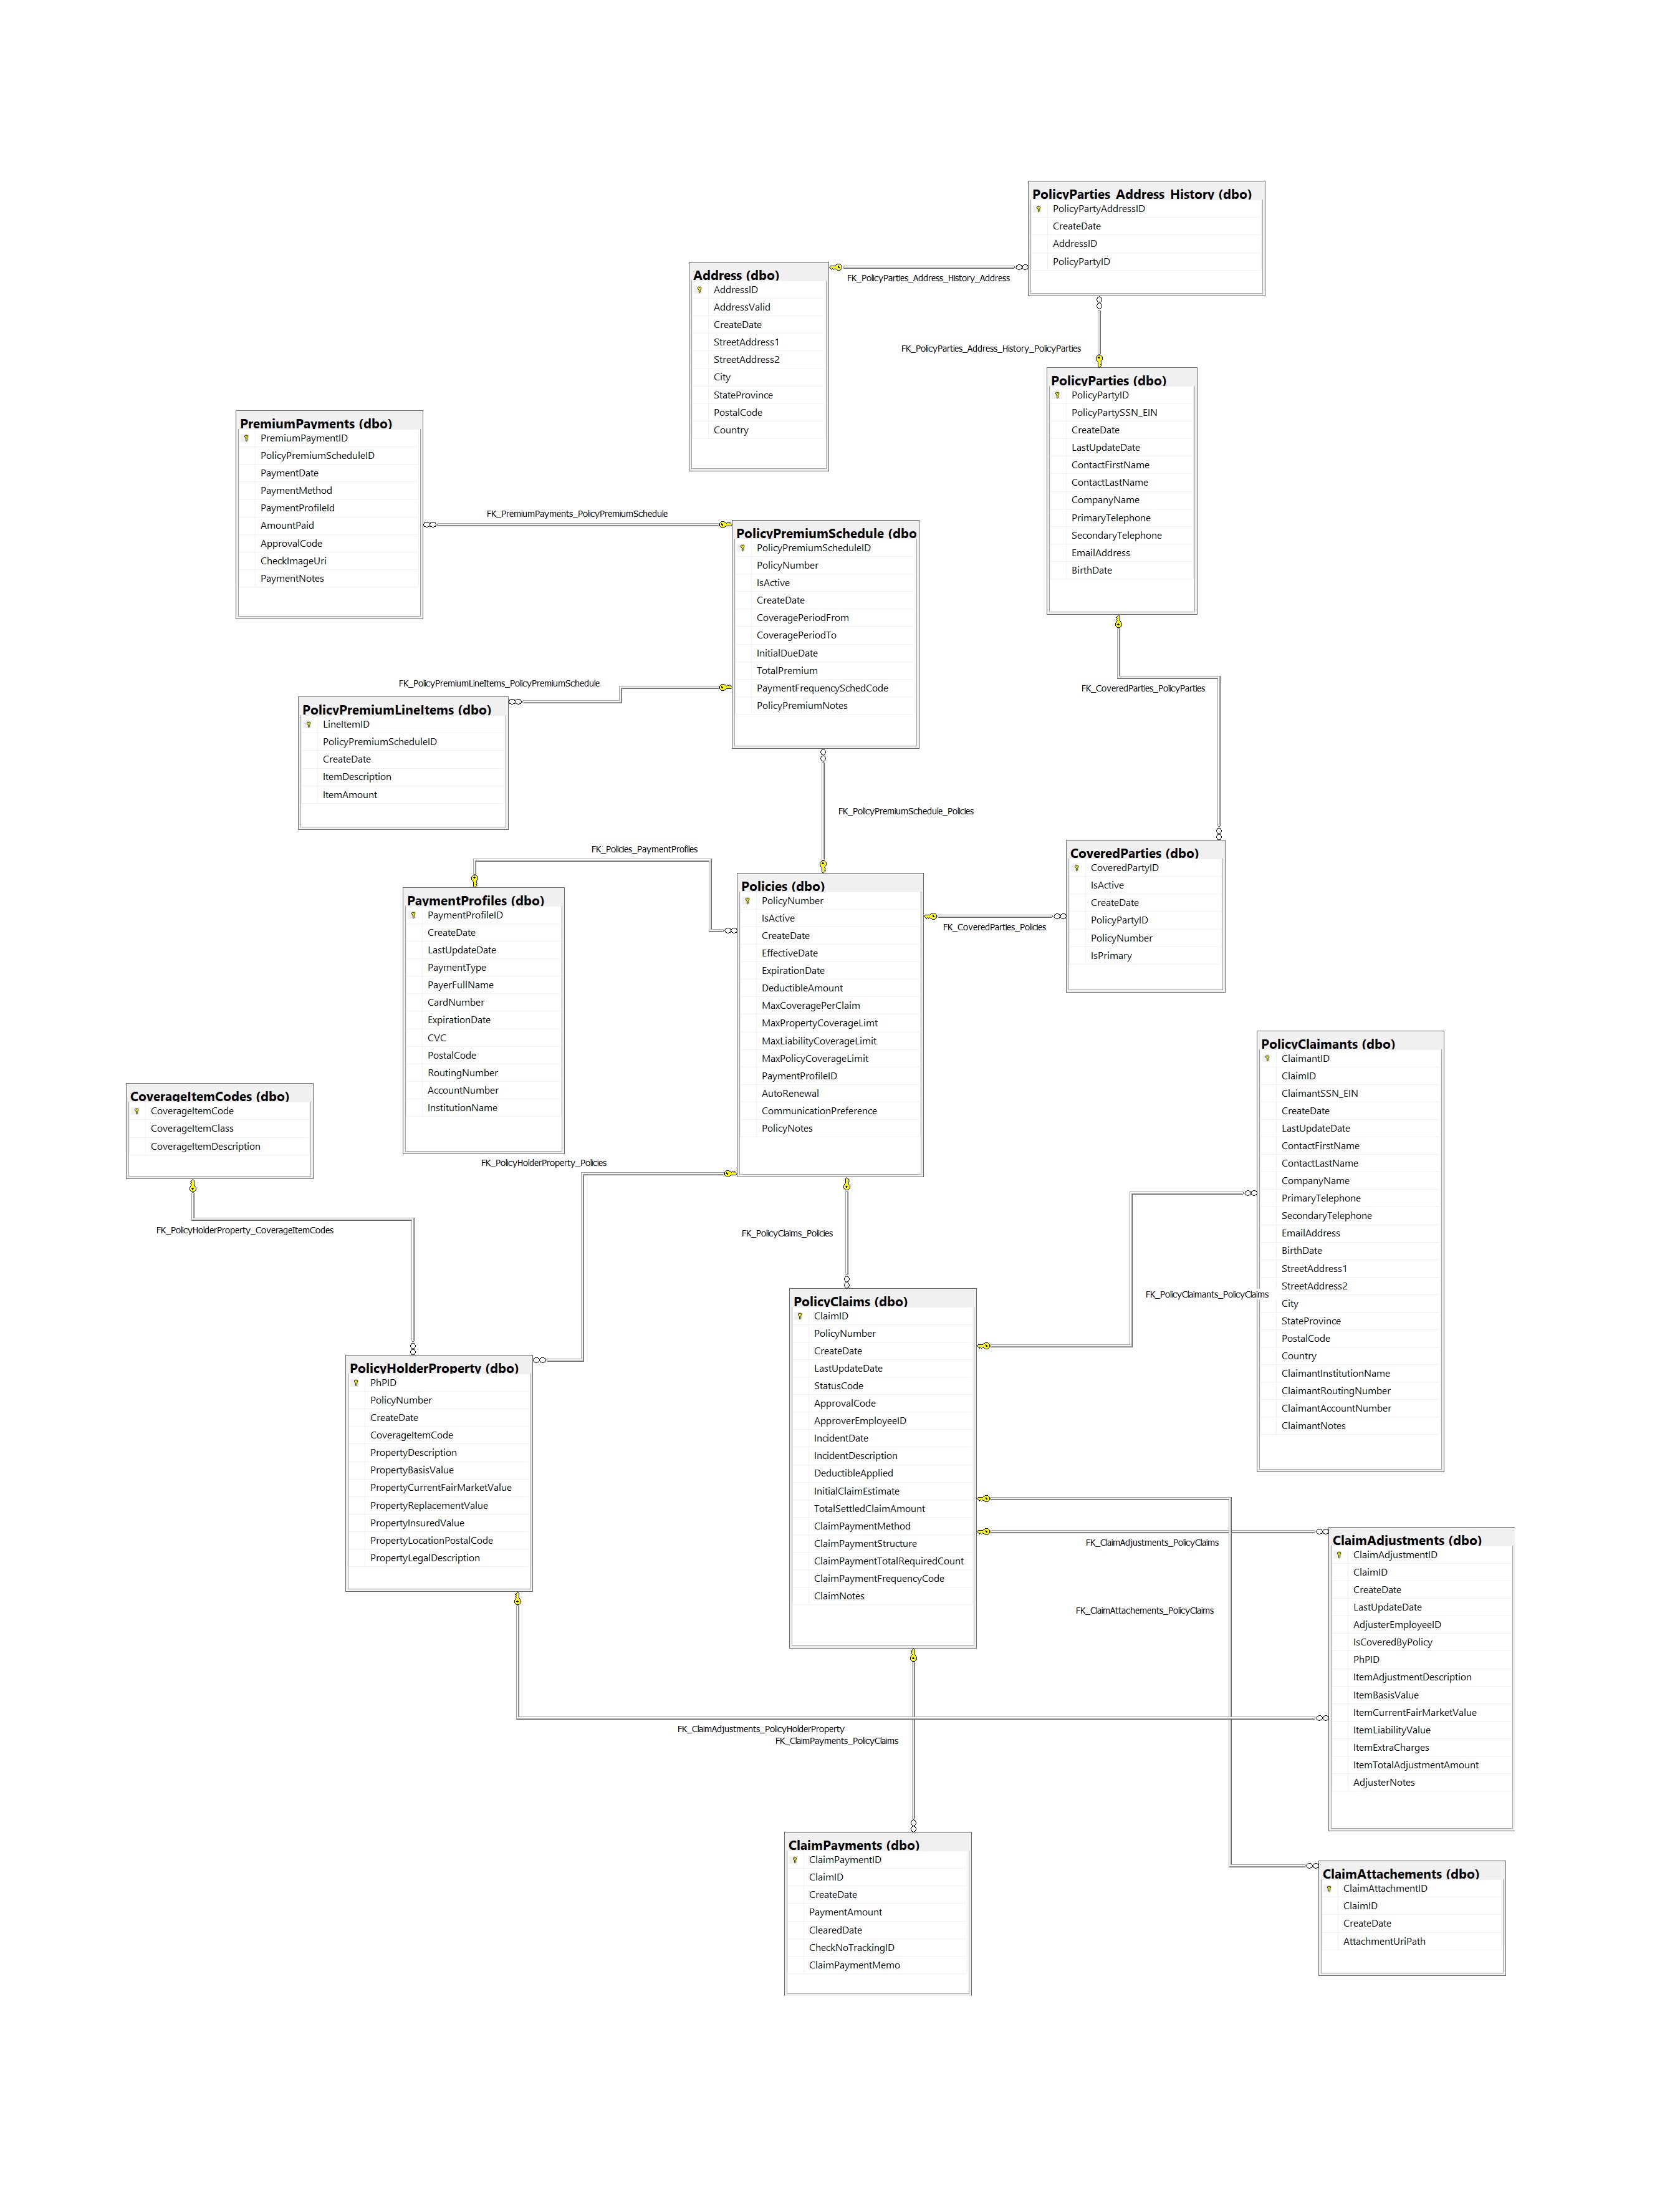 PolicyParties_Address_History (dbo)
PolicyPartyAddressID
CreateDate
AddressID
PolicyPartyID
Address (dbo)
AddressID
AddressValid
CreateDate
StreetAddress1
StreetAddress2
City
StateProvince
PostalCode
Country
FK_PolicyParties_Address_History_Address
FK_PolicyParties_Address_History_PolicyParties
PolicyParties (dbo)
PolicyPartyID
PolicyPartySSN_EIN
CreateDate
LastUpdateDate
ContactFirstName
ContactLastName
CompanyName
PrimaryTelephone
SecondaryTelephone
EmailAddress
BirthDate
PremiumPayments (dbo)
PremiumPaymentID
PolicyPremiumScheduleID
PaymentDate
PaymentMethod
PaymentProfileId
AmountPaid
ApprovalCode
CheckImageUri
PaymentNotes
FK_PremiumPayments_PolicyPremiumSchedule
PolicyPremiumSchedule (dbo
PolicyPremiumScheduleID
PolicyNumber
IsActive
CreateDate
CoveragePeriodFrom
CoveragePeriodTo
InitialDueDate
TotalPremium
PaymentFrequencySchedCode
PolicyPremiumNotes
FK_PolicyPremiumLineItems_PolicyPremiumSchedule
PolicyPremiumLineItems (dbo)
LineItemID
PolicyPremiumScheduleID
CreateDate
ItemDescription
ItemAmount
FK_CoveredParties_PolicyParties
FK_PolicyPremiumSchedule_Policies
FK_Policies_PaymentProfiles
CoveredParties (dbo)
CoveredPartyID
IsActive
CreateDate
PolicyPartyID
PolicyNumber
IsPrimary
Policies (dbo)
PolicyNumber
IsActive
CreateDate
EffectiveDate
ExpirationDate
DeductibleAmount
MaxCoveragePerClaim
MaxPropertyCoverageLimt
MaxLiabilityCoverageLimit
MaxPolicyCoverageLimit
PaymentProfileID
AutoRenewal
CommunicationPreference
PolicyNotes
FK_CoveredParties_Policies
PaymentProfiles (dbo)
PaymentProfileID
CreateDate
LastUpdateDate
PaymentType
PayerFullName
CardNumber
ExpirationDate
CVC
PostalCode
RoutingNumber
AccountNumber
InstitutionName
CoverageItemCodes (dbo)
CoverageItemCode
CoverageItemClass
CoverageItemDescription
FK_PolicyHolderProperty_Policies
FK_PolicyHolderProperty_CoverageItemCodes
FK_PolicyClaims_Policies
PolicyClaimants (dbo)
ClaimantID
ClaimID
ClaimantSSN_EIN
CreateDate
LastUpdateDate
ContactFirstName
ContactLastName
CompanyName
PrimaryTelephone
SecondaryTelephone
EmailAddress
BirthDate
StreetAddress1
StreetAddress2
City
StateProvince
PostalCode
Country
ClaimantInstitutionName
ClaimantRoutingNumber
ClaimantAccountNumber
ClaimantNotes
FK_PolicyClaimants_PolicyClaims
PolicyClaims (dbo)
ClaimID
PolicyNumber
CreateDate
LastUpdateDate
StatusCode
ApprovalCode
ApproverEmployeeID
IncidentDate
IncidentDescription
DeductibleApplied
InitialClaimEstimate
TotalSettledClaimAmount
ClaimPaymentMethod
ClaimPaymentStructure
ClaimPaymentTotalRequiredCount
ClaimPaymentFrequencyCode
ClaimNotes
PolicyHolderProperty (dbo)
PhPID
PolicyNumber
CreateDate
CoverageItemCode
PropertyDescription
PropertyBasisValue
PropertyCurrentFairMarketValue
PropertyReplacementValue
PropertyInsuredValue
PropertyLocationPostalCode
PropertyLegalDescription
FK_ClaimAdjustments_PolicyClaims
FK_ClaimAttachements_PolicyClaims
ClaimAdjustments (dbo)
ClaimAdjustmentID
ClaimID
CreateDate
LastUpdateDate
AdjusterEmployeeID
IsCoveredByPolicy
PhPID
ItemAdjustmentDescription
ItemBasisValue
ItemCurrentFairMarketValue
ItemLiabilityValue
ItemExtraCharges
ItemTotalAdjustmentAmount
AdjusterNotes
FK_ClaimAdjustments_PolicyHolderProperty
FK_ClaimPayments_PolicyClaims
ClaimPayments (dbo)
ClaimPaymentID
ClaimID
CreateDate
PaymentAmount
ClearedDate
CheckNoTrackingID
ClaimPaymentMemo
ClaimAttachements (dbo)
ClaimAttachmentID
ClaimID
CreateDate
AttachmentUriPath